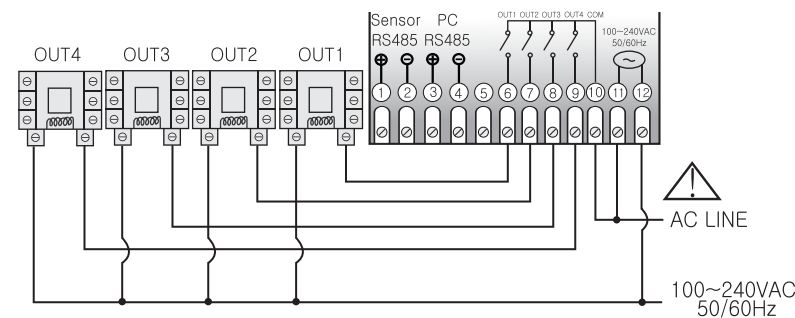 OUT1 OUT2 OUT3 OUT4 COM
Sensor PC
RS485 RS485
100~240VAC
50/60Hz
OUT4 OUT3 OUT2 OUT1
1 2 3 4 5 6 7 8 9 10 11 12
AC LINE
100~240VAC
50/60Hz